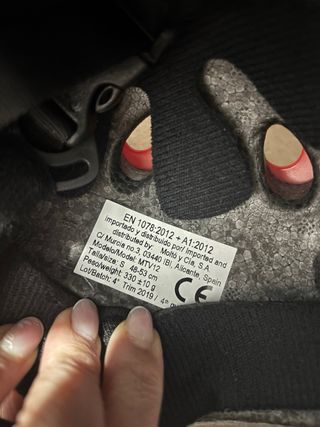 EN 1078:2012 + A1:2012
Importado y distribuido por/ Imported and
distributed by: Moltó y Cía, S.A.
C/ Murcia no.3, 03440 IBI, Alicante, Spain
Modelo/Model: MTV12
Talla/size: S 48-53 cm
Peso/weight: 330 ±10 g
Lot/Batch: 4º Trim 2019 / 4º
CE